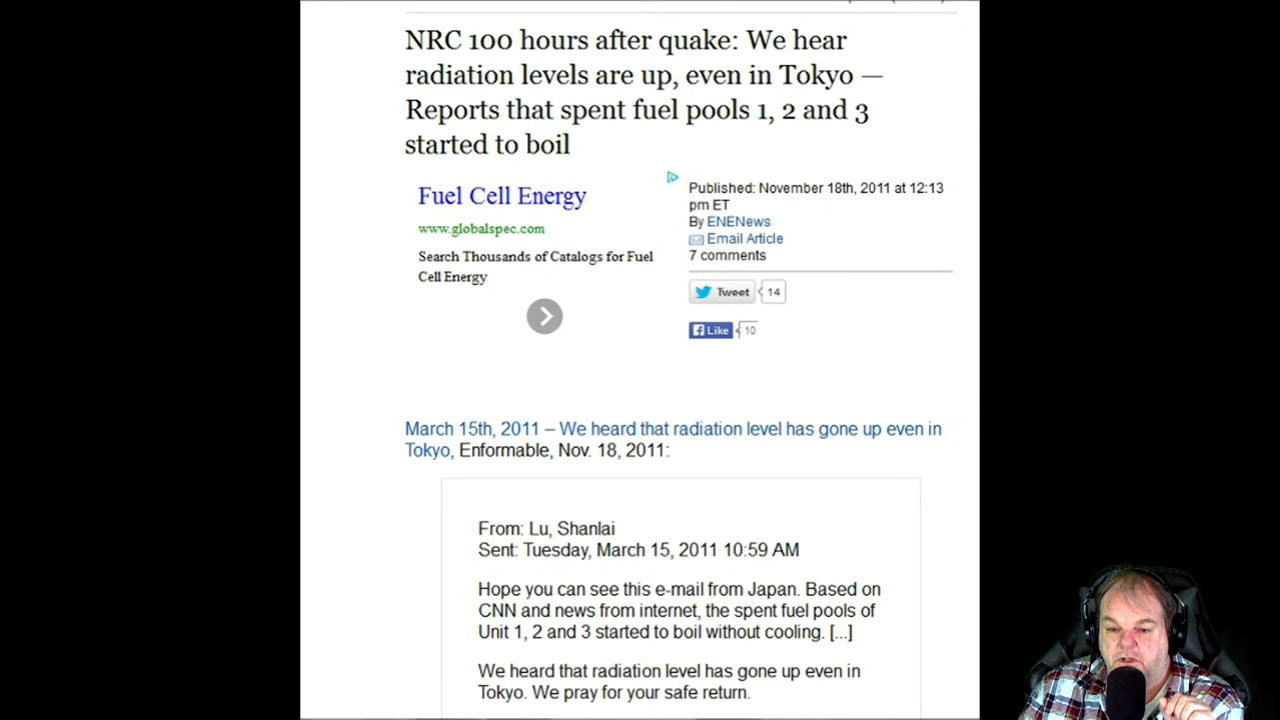 NRC 100 hours after quake: We hear
radiation levels are up, even in Tokyo —
Reports that spent fuel pools 1, 2 and 3
started to boil
Fuel Cell Energy
www.globalspec.com
Search Thousands of Catalogs for Fuel
Cell Energy
Published: November 18th, 2011 at 12:13
pm ET
By ENENews
Email Article
7 comments
Tweet 14
Like 10
March 15th, 2011 – We heard that radiation level has gone up even in
Tokyo, Enformable, Nov. 18, 2011:
From: Lu, Shanlai
Sent: Tuesday, March 15, 2011 10:59 AM
Hope you can see this e-mail from Japan. Based on
CNN and news from internet, the spent fuel pools of
Unit 1, 2 and 3 started to boil without cooling. [...]
We heard that radiation level has gone up even in
Tokyo. We pray for your safe return.